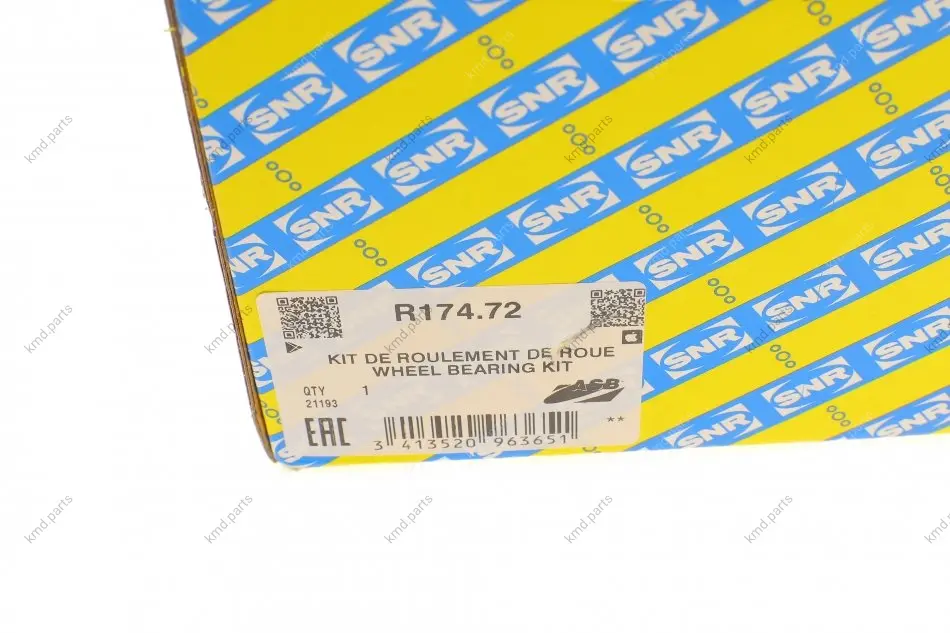 SNR
R174.72
KIT DE ROULEMENT DE ROUE
WHEEL BEARING KIT
QTY 1
21193
ASB
EAC
3 413520 963651
**
kmd.parts